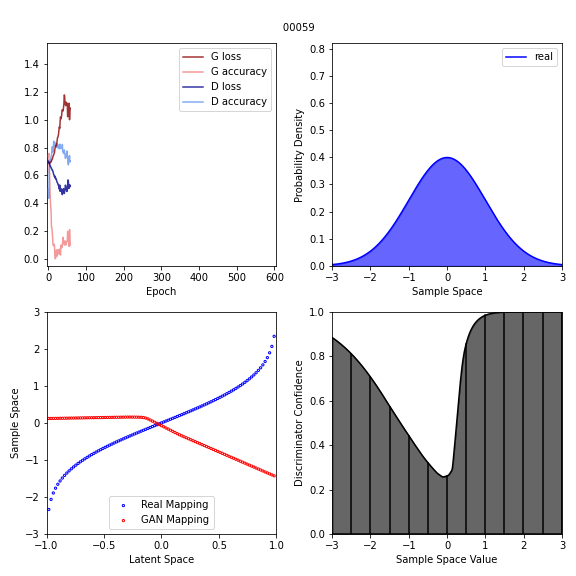 00059
1.4
1.2
1.0
0.8
0.6
0.4
0.2
0.0
0 100 200 300 400 500 600
Epoch
G loss
G accuracy
D loss
D accuracy
Probability Density
0.8
0.7
0.6
0.5
0.4
0.3
0.2
0.1
0.0
−3 −2 −1 0 1 2 3
Sample Space
real
Sample Space
3
2
1
0
−1
−2
−3
−1.0 −0.5 0.0 0.5 1.0
Latent Space
Real Mapping
GAN Mapping
Discriminator Confidence
1.0
0.8
0.6
0.4
0.2
0.0
−3 −2 −1 0 1 2 3
Sample Space Value